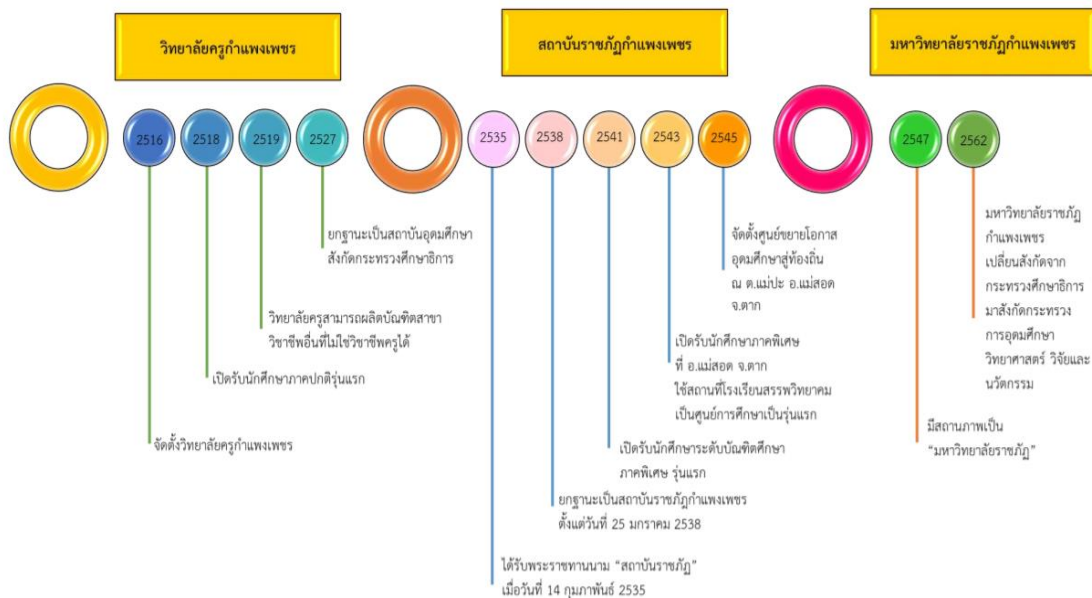 วิทยาลัยครูกำแพงเพชร
สถาบันราชภัฏกำแพงเพชร
มหาวิทยาลัยราชภัฏกำแพงเพชร
2516
2518
2519
2527
2535
2538
2541
2543
2545
2547
2562
ยกฐานะเป็นสถาบันอุดมศึกษา
สังกัดกระทรวงศึกษาธิการ
วิทยาลัยครูสามารถผลิตบัณฑิตสาขา
วิชาชีพอื่นที่ไม่ใช่วิชาชีพครูได้
เปิดรับนักศึกษาภาคปกติรุ่นแรก
จัดตั้งวิทยาลัยครูกำแพงเพชร
จัดตั้งศูนย์ขยายโอกาส
อุดมศึกษาสู่ท้องถิ่น
ณ ต.แม่ปะ อ.แม่สอด
จ.ตาก
เปิดรับนักศึกษาภาคพิเศษ
ที่ อ.แม่สอด จ.ตาก
ใช้สถานที่โรงเรียนสรรพวิทยาคม
เป็นศูนย์การศึกษาเป็นรุ่นแรก
เปิดรับนักศึกษาระดับบัณฑิตศึกษา
ภาคพิเศษ รุ่นแรก
ยกฐานะเป็นสถาบันราชภัฏกำแพงเพชร
ตั้งแต่วันที่ 25 มกราคม 2538
ได้รับพระราชทานนาม “สถาบันราชภัฏ”
เมื่อวันที่ 14 กุมภาพันธ์ 2535
มหาวิทยาลัยราชภัฏ
กำแพงเพชร
เปลี่ยนสังกัดจาก
กระทรวงศึกษาธิการ
มาสังกัดกระทรวง
การอุดมศึกษา
วิทยาศาสตร์ วิจัยและ
นวัตกรรม
มีสถานภาพเป็น
“มหาวิทยาลัยราชภัฏ”